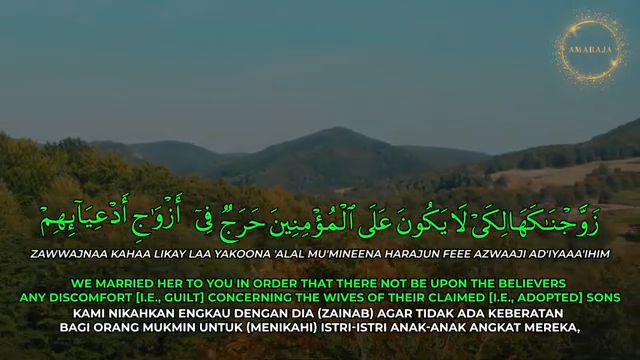 AMARAJA
زَوَّجْنٰكَهَا لِكَىْ لَا يَكُونَ عَلَى ٱلْمُؤْمِنِينَ حَرَجٌ فِىٓ أَزْوَٰجِ أَدْعِيَآئِهِمْ
ZAWWAJNAA KAHAA LIKAY LAA YAKOONA 'ALAL MU'MINEENA HARAJUN FEEE AZWAAJI AD'IYAAA'IHIM
WE MARRIED HER TO YOU IN ORDER THAT THERE NOT BE UPON THE BELIEVERS
ANY DISCOMFORT [I.E., GUILT] CONCERNING THE WIVES OF THEIR CLAIMED [I.E., ADOPTED] SONS
KAMI NIKAHKAN ENGKAU DENGAN DIA (ZAINAB) AGAR TIDAK ADA KEBERATAN
BAGI ORANG MUKMIN UNTUK (MENIKAHI) ISTRI-ISTRI ANAK-ANAK ANGKAT MEREKA,